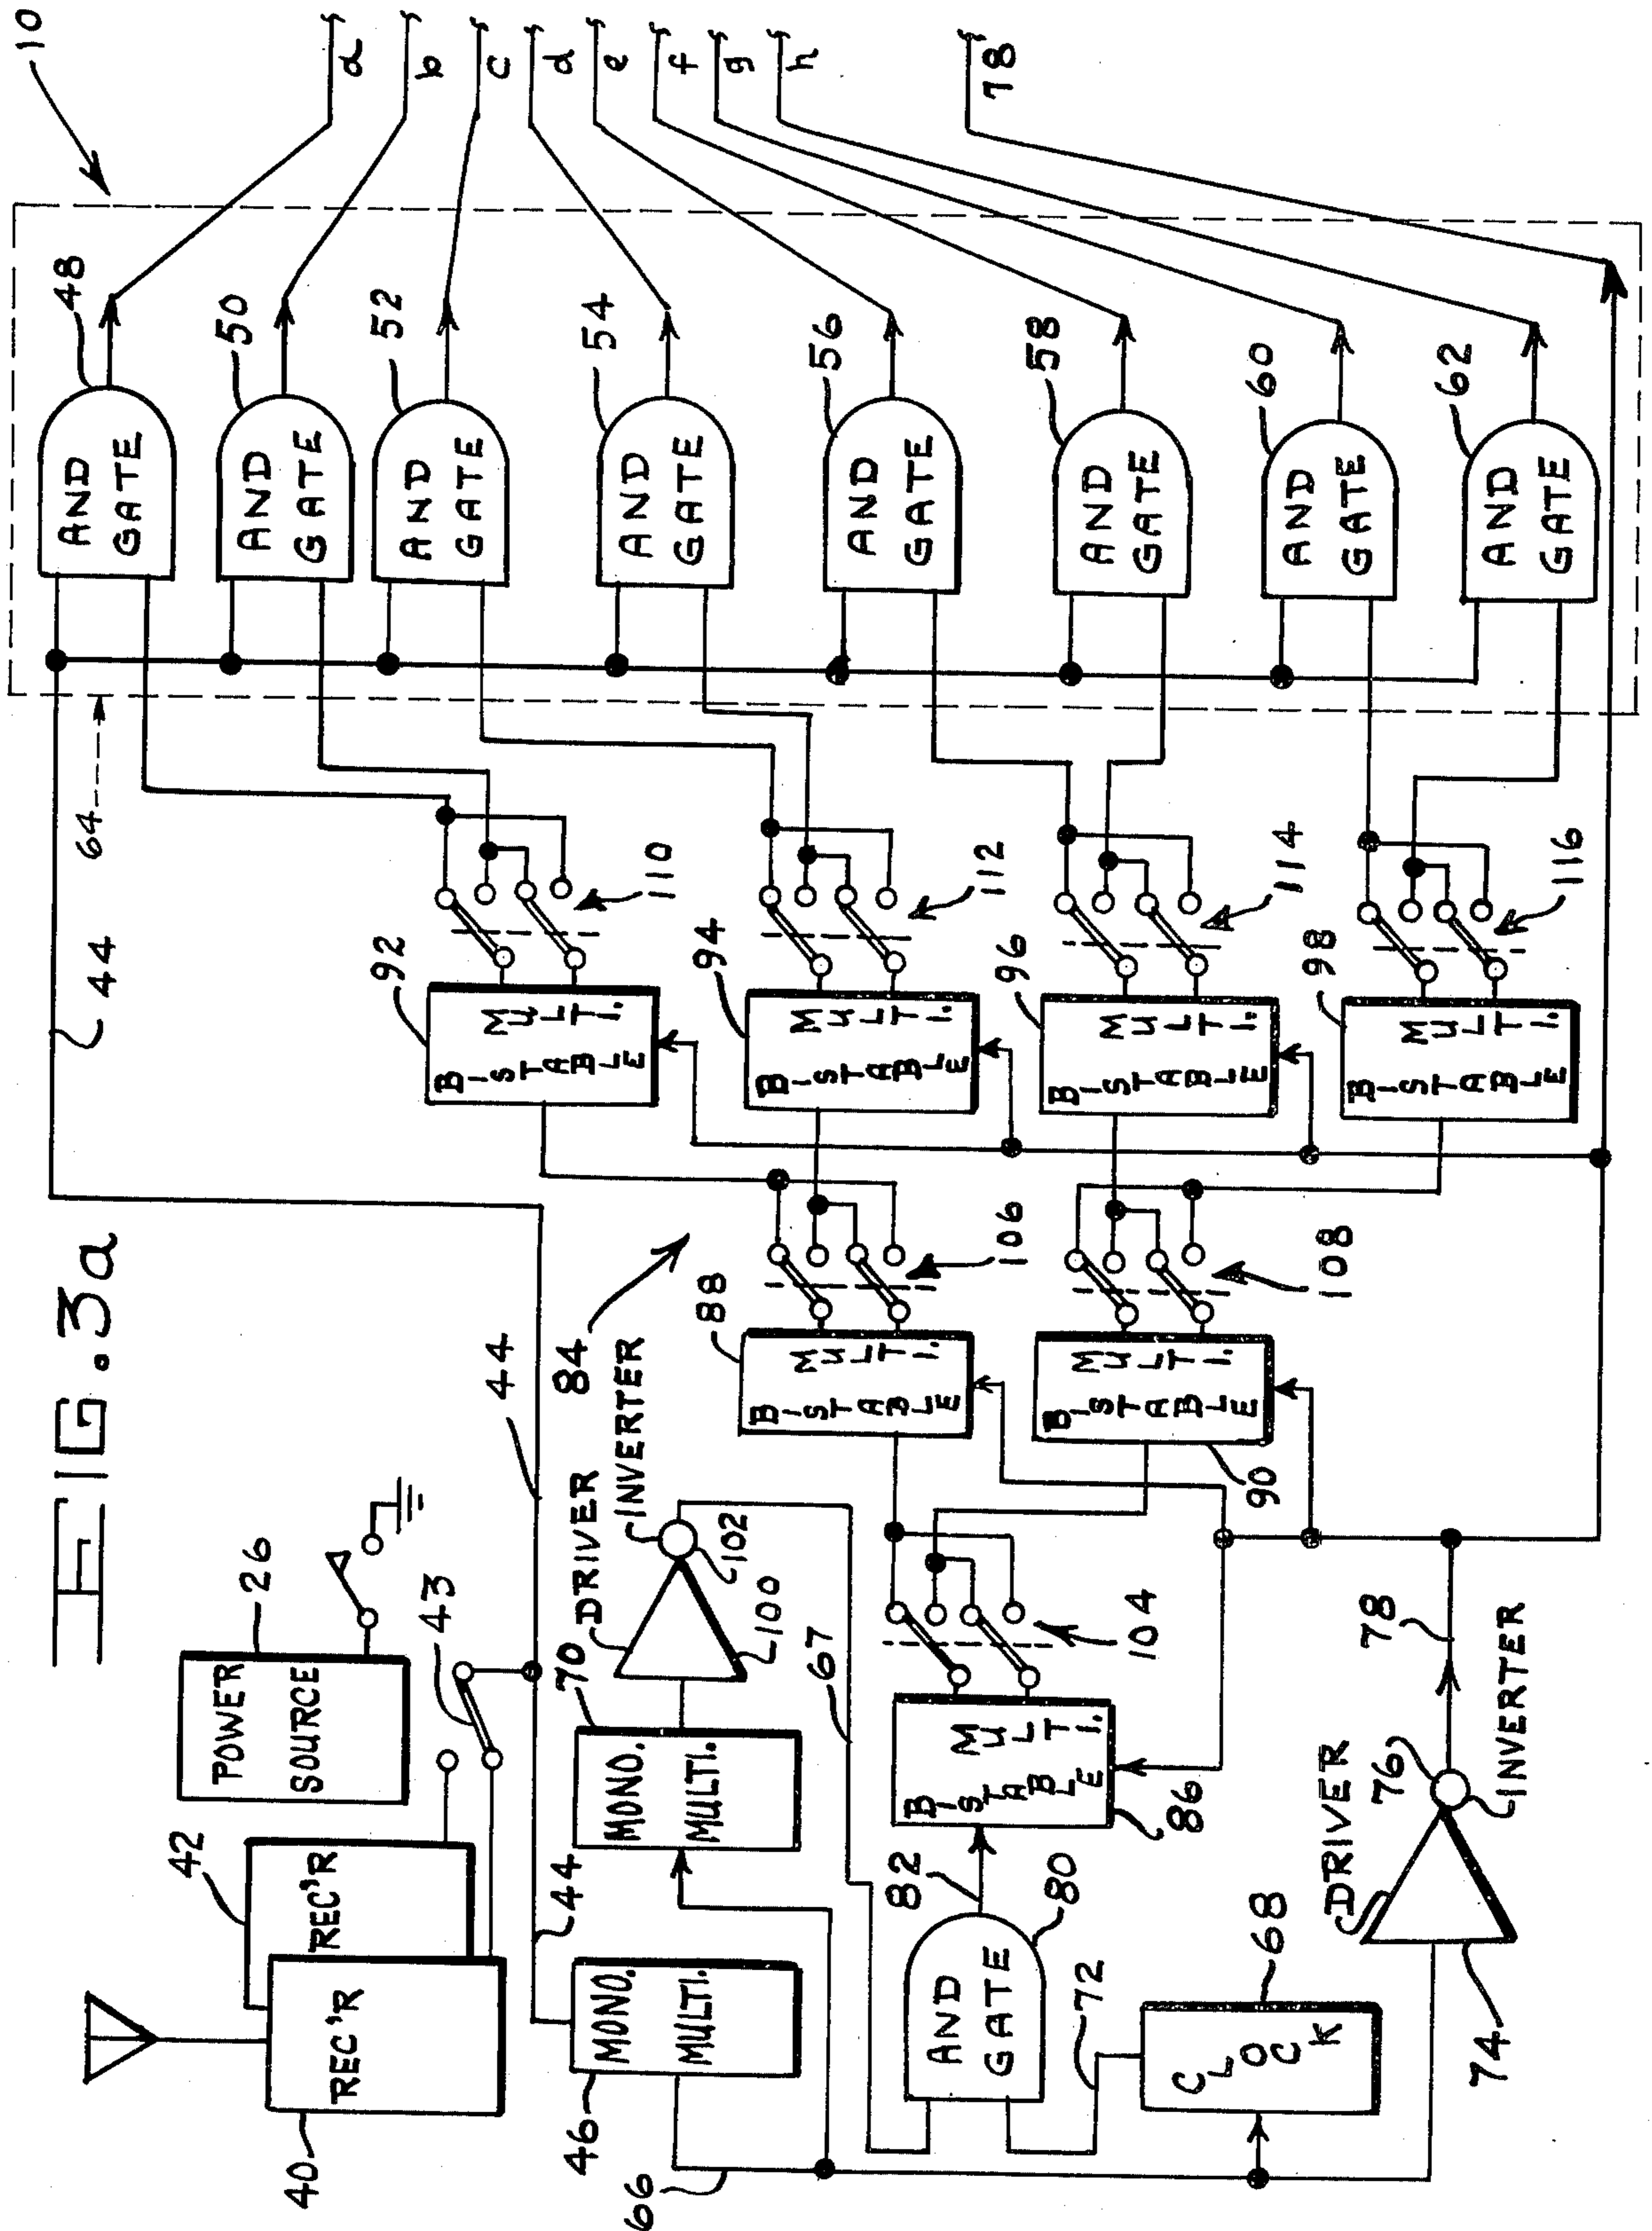 FIG. 3a
10
a
b
c
d
e
f
g
h
78
48
AND
GATE
50
AND
GATE
52
AND
GATE
54
AND
GATE
56
AND
GATE
58
AND
GATE
60
AND
GATE
62
AND
GATE
64
44
92
BISTABLE
MULTI.
110
94
BISTABLE
MULTI.
112
96
BISTABLE
MULTI.
114
98
BISTABLE
MULTI.
116
84
44
88
BISTABLE
MULTI.
106
90
BISTABLE
MULTI.
108
26
POWER
SOURCE
43
42
REC'R
40
REC'R
44
46
MONO.
MULTI.
70
MONO.
MULTI.
DRIVER
INVERTER
100
102
67
66
86
BISTABLE
MULTI.
104
82
80
AND
GATE
72
68
CLOCK
74
DRIVER
76
INVERTER
78